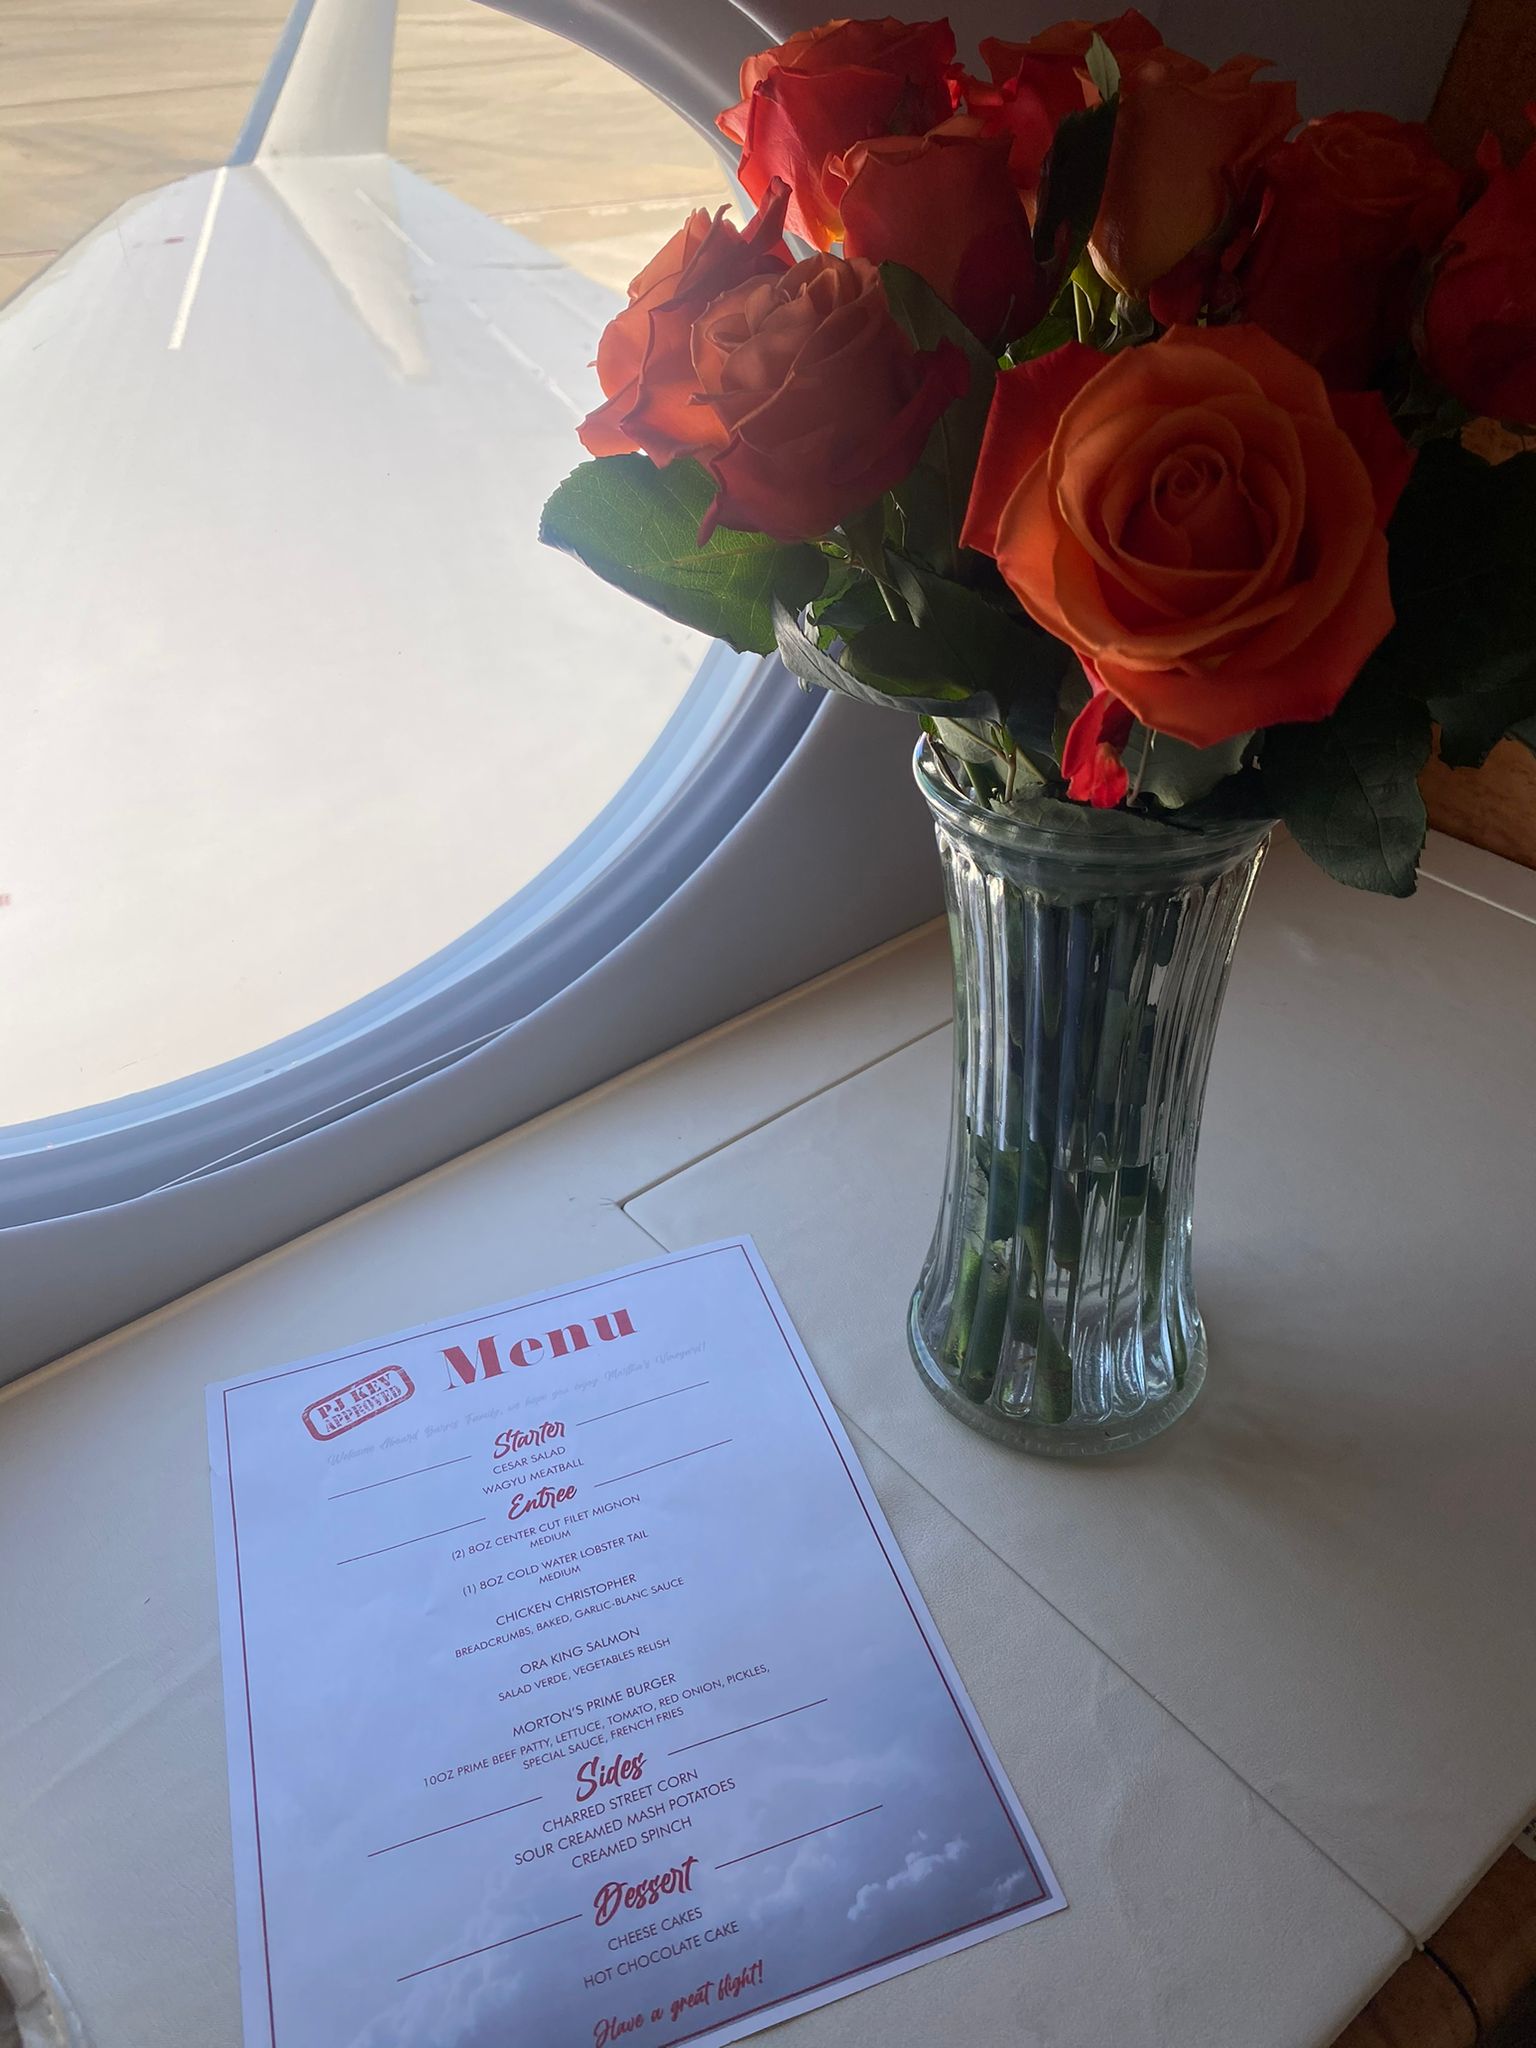 Menu
PJ KEV
APPROVED
Welcome Aboard Barros Family, we hope you enjoy Martha's Vineyard!
Starter
CESAR SALAD
WAGYU MEATBALL
Entree
(2) 8OZ CENTER CUT FILET MIGNON
MEDIUM
(1) 8OZ COLD WATER LOBSTER TAIL
MEDIUM
CHICKEN CHRISTOPHER
BREADCRUMBS, BAKED, GARLIC-BLANC SAUCE
ORA KING SALMON
SALAD VERDE, VEGETABLES RELISH
MORTON'S PRIME BURGER
10OZ PRIME BEEF PATTY, LETTUCE, TOMATO, RED ONION, PICKLES,
SPECIAL SAUCE, FRENCH FRIES
Sides
CHARRED STREET CORN
SOUR CREAMED MASH POTATOES
CREAMED SPINCH
Dessert
CHEESE CAKES
HOT CHOCOLATE CAKE
Have a great flight!